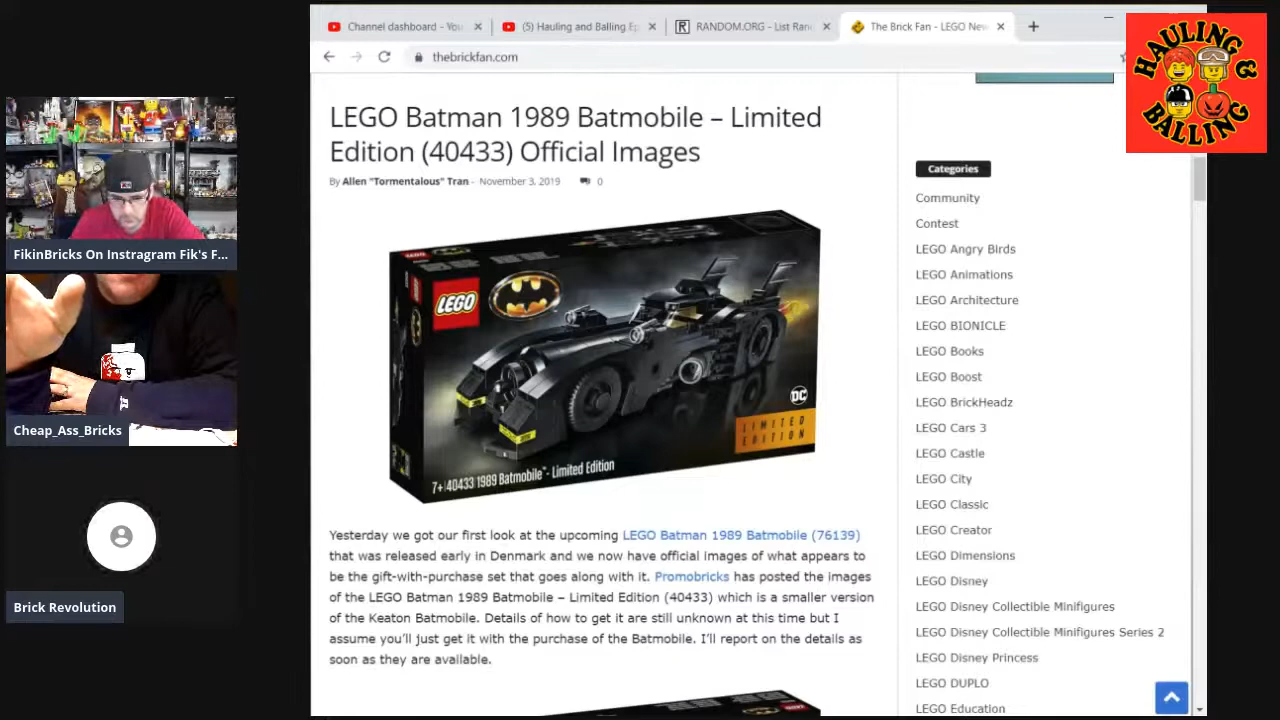 Channel dashboard - You
(5) Hauling and Balling Ep
RANDOM.ORG - List Ran
The Brick Fan - LEGO New
thebrickfan.com
HAULING &
BALLING
LEGO Batman 1989 Batmobile – Limited
Edition (40433) Official Images
By Allen "Tormentalous" Tran - November 3, 2019 0
LEGO
DC
LIMITED
EDITION
7+ 40433 1989 Batmobile™ - Limited Edition
Yesterday we got our first look at the upcoming LEGO Batman 1989 Batmobile (76139)
that was released early in Denmark and we now have official images of what appears to
be the gift-with-purchase set that goes along with it. Promobricks has posted the images
of the LEGO Batman 1989 Batmobile – Limited Edition (40433) which is a smaller version
of the Keaton Batmobile. Details of how to get it are still unknown at this time but I
assume you'll just get it with the purchase of the Batmobile. I'll report on the details as
soon as they are available.
Categories
Community
Contest
LEGO Angry Birds
LEGO Animations
LEGO Architecture
LEGO BIONICLE
LEGO Books
LEGO Boost
LEGO BrickHeadz
LEGO Cars 3
LEGO Castle
LEGO City
LEGO Classic
LEGO Creator
LEGO Dimensions
LEGO Disney
LEGO Disney Collectible Minifigures
LEGO Disney Collectible Minifigures Series 2
LEGO Disney Princess
LEGO DUPLO
LEGO Education
FikinBricks On Instragram Fik's F...
Cheap_Ass_Bricks
Brick Revolution